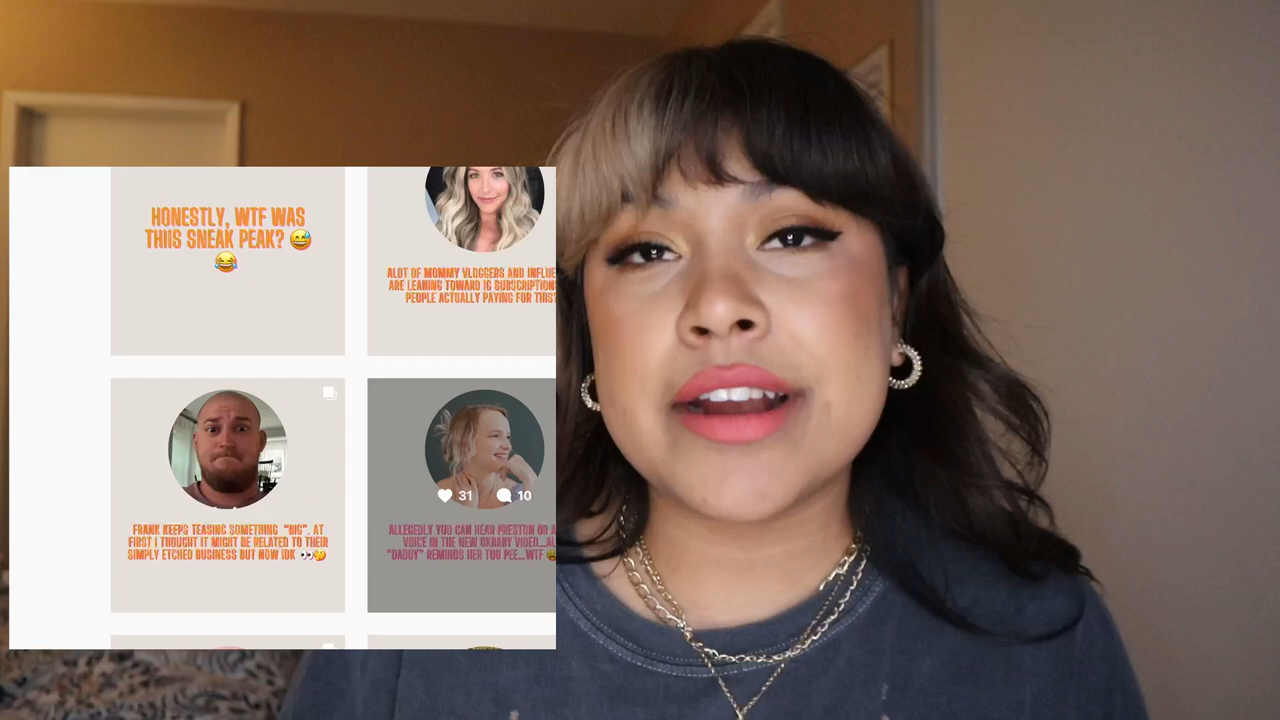 HONESTLY, WTF WAS
THIIS SNEAK PEAK? 😅
😂
ALOT OF MOMMY VLOGGERS AND INFLUE
ARE LEANING TOWARD IG SUBSCRIPTIONS
PEOPLE ACTUALLY PAYING FOR THIS?
FRANK KEEPS TEASING SOMETHING "BIG". AT
FIRST I THOUGHT IT MIGHT BE RELATED TO THEIR
SIMPLY ETCHED BUSINESS BUT NOW IDK 👀🤔
31 10
ALLEGEDLY YOU CAN HEAR PRESTON OR A
VOICE IN THE NEW OKBABY VIDEO...AL
"DADDY" REMINDS HER TOO PEE...WTF